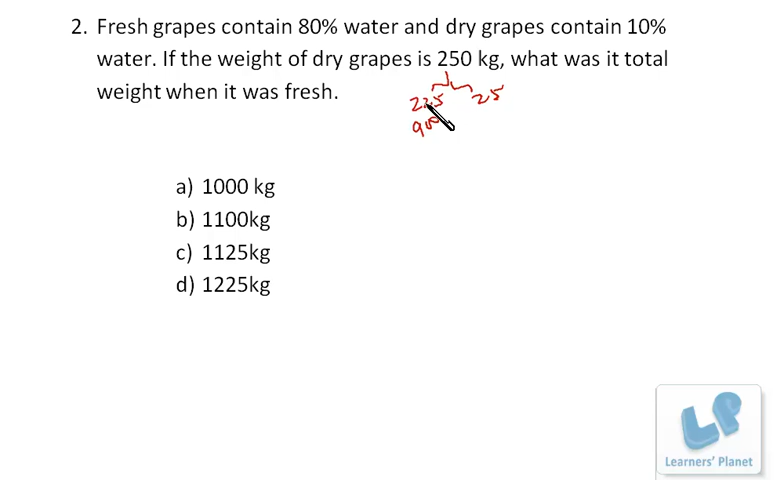 2. Fresh grapes contain 80% water and dry grapes contain 10%
water. If the weight of dry grapes is 250 kg, what was it total
weight when it was fresh.
225 25
a) 1000 kg
b) 1100kg
c) 1125kg
d) 1225kg
LP
Learners' Planet